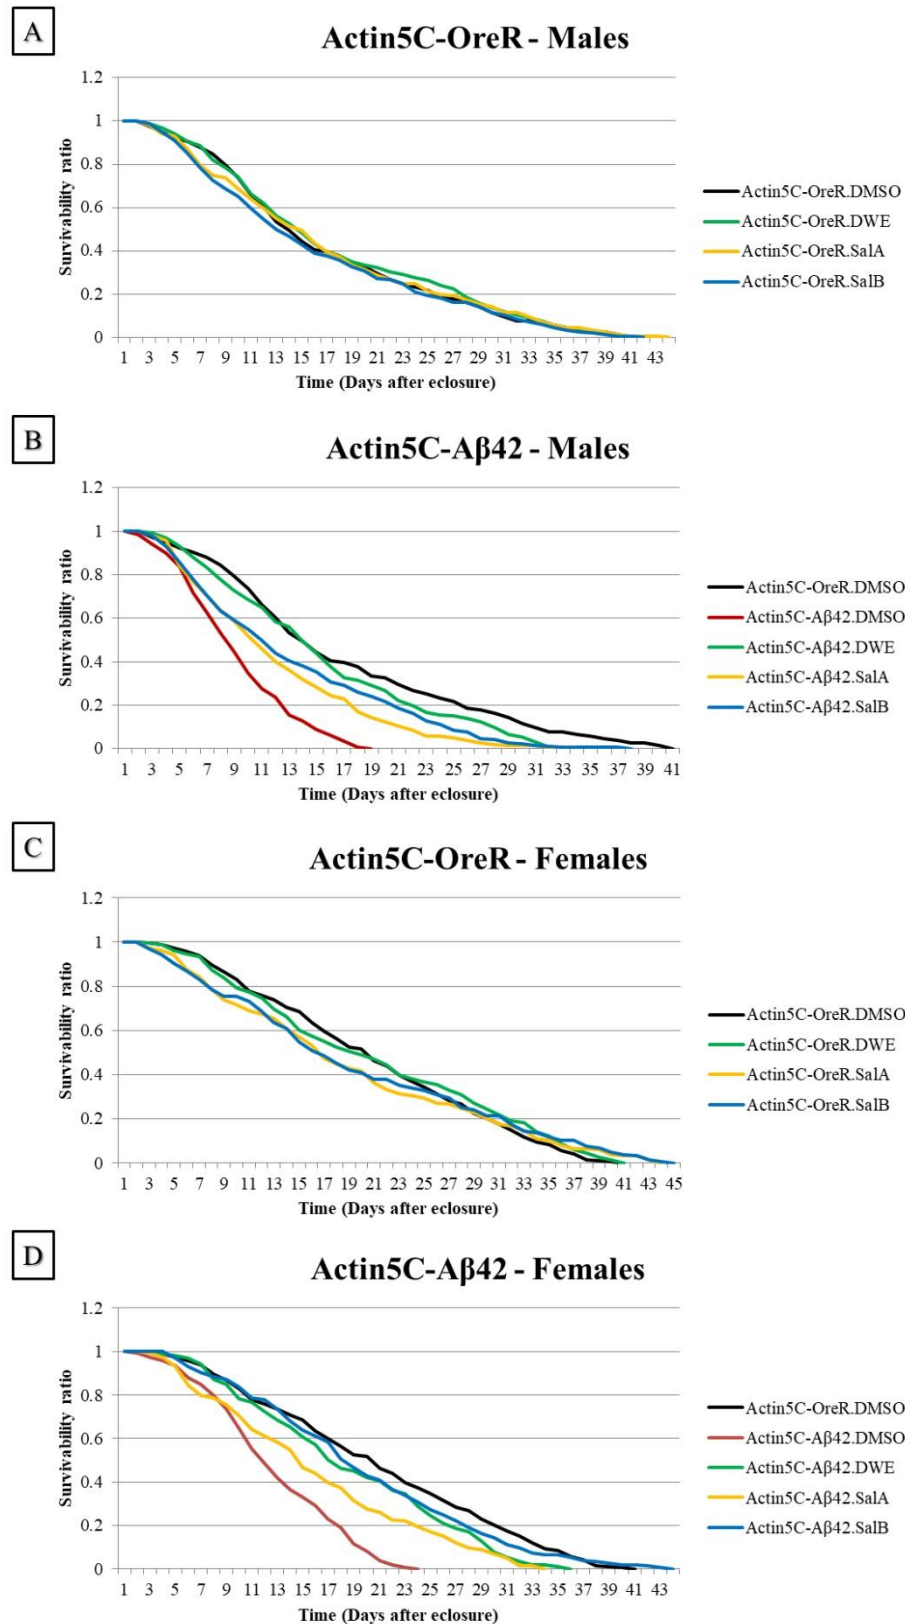 A
Actin5C-OreR - Males
1.2
1
0.8
0.6
0.4
0.2
0
Survivability ratio
1 3 5 7 9 11 13 15 17 19 21 23 25 27 29 31 33 35 37 39 41 43
Time (Days after eclosure)
Actin5C-OreR.DMSO
Actin5C-OreR.DWE
Actin5C-OreR.SalA
Actin5C-OreR.SalB
B
Actin5C-Aβ42 - Males
1.2
1
0.8
0.6
0.4
0.2
0
Survivability ratio
1 3 5 7 9 11 13 15 17 19 21 23 25 27 29 31 33 35 37 39 41
Time (Days after eclosure)
Actin5C-OreR.DMSO
Actin5C-Aβ42.DMSO
Actin5C-Aβ42.DWE
Actin5C-Aβ42.SalA
Actin5C-Aβ42.SalB
C
Actin5C-OreR - Females
1.2
1
0.8
0.6
0.4
0.2
0
Survivability ratio
1 3 5 7 9 11 13 15 17 19 21 23 25 27 29 31 33 35 37 39 41 43 45
Time (Days after eclosure)
Actin5C-OreR.DMSO
Actin5C-OreR.DWE
Actin5C-OreR.SalA
Actin5C-OreR.SalB
D
Actin5C-Aβ42 - Females
1.2
1
0.8
0.6
0.4
0.2
0
Survivability ratio
1 3 5 7 9 11 13 15 17 19 21 23 25 27 29 31 33 35 37 39 41 43
Time (Days after eclosure)
Actin5C-OreR.DMSO
Actin5C-Aβ42.DMSO
Actin5C-Aβ42.DWE
Actin5C-Aβ42.SalA
Actin5C-Aβ42.SalB